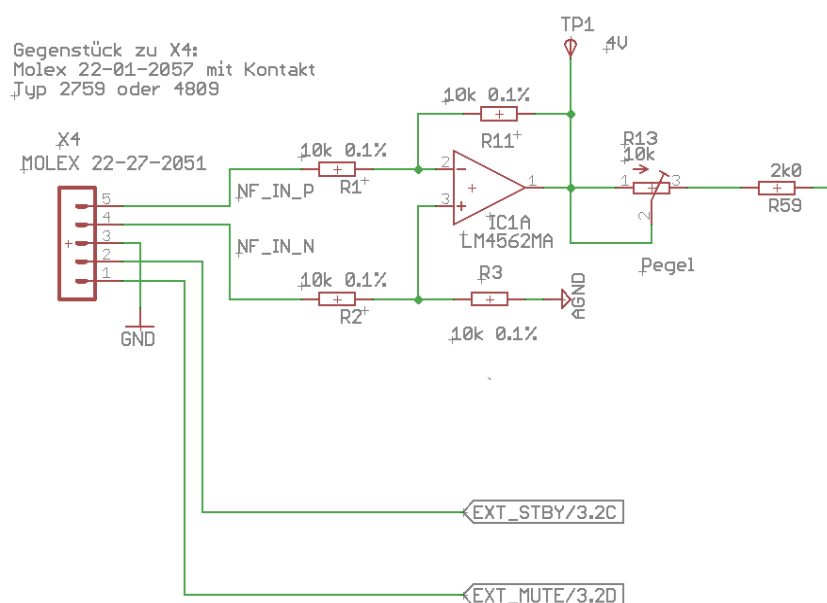 TP1
4V
Gegenstück zu X4:
Molex 22-01-2057 mit Kontakt
Typ 2759 oder 4809
X4
MOLEX 22-27-2051
5
4
3
2
1
NF_IN_P
NF_IN_N
GND
10k 0.1%
R1
10k 0.1%
R2
10k 0.1%
R11
2
3
1
IC1A
LM4562MA
R3
10k 0.1%
AGND
R13
10k
1
3
2
Pegel
2k0
R59
EXT_STBY/3.2C
EXT_MUTE/3.2D